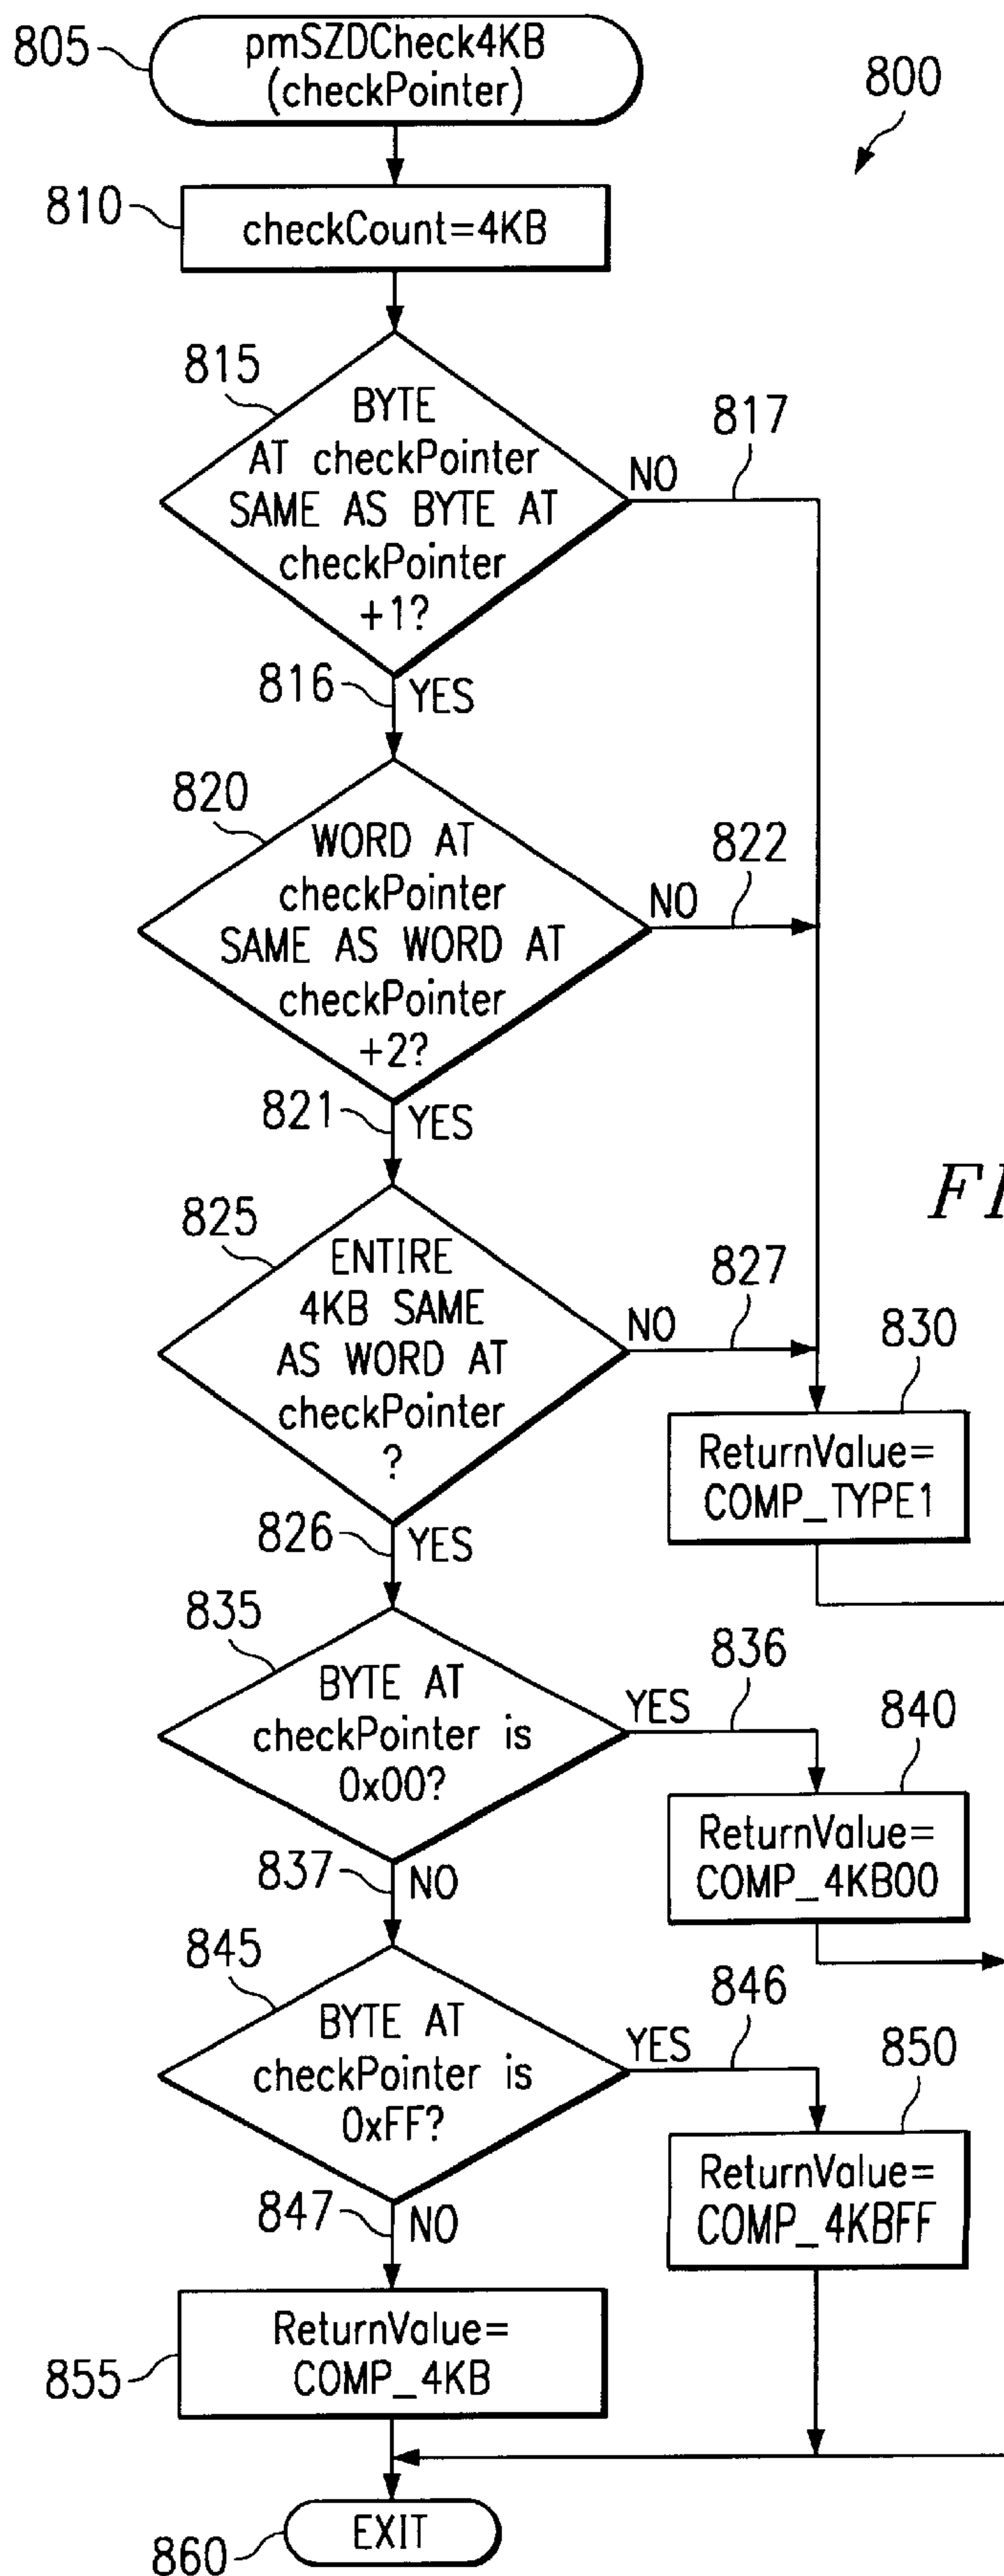 805
pmSZDCheck4KB
(checkPointer)
800
810
checkCount=4KB
815
BYTE
AT checkPointer
SAME AS BYTE AT
checkPointer
+1?
NO
817
816
YES
820
WORD AT
checkPointer
SAME AS WORD AT
checkPointer
+2?
NO
822
821
YES
825
ENTIRE
4KB SAME
AS WORD AT
checkPointer
?
NO
827
FI
830
ReturnValue=
COMP_TYPE1
826
YES
835
BYTE AT
checkPointer is
0x00?
YES
836
840
ReturnValue=
COMP_4KB00
837
NO
845
BYTE AT
checkPointer is
0xFF?
YES
846
850
ReturnValue=
COMP_4KBFF
847
NO
855
ReturnValue=
COMP_4KB
860
EXIT